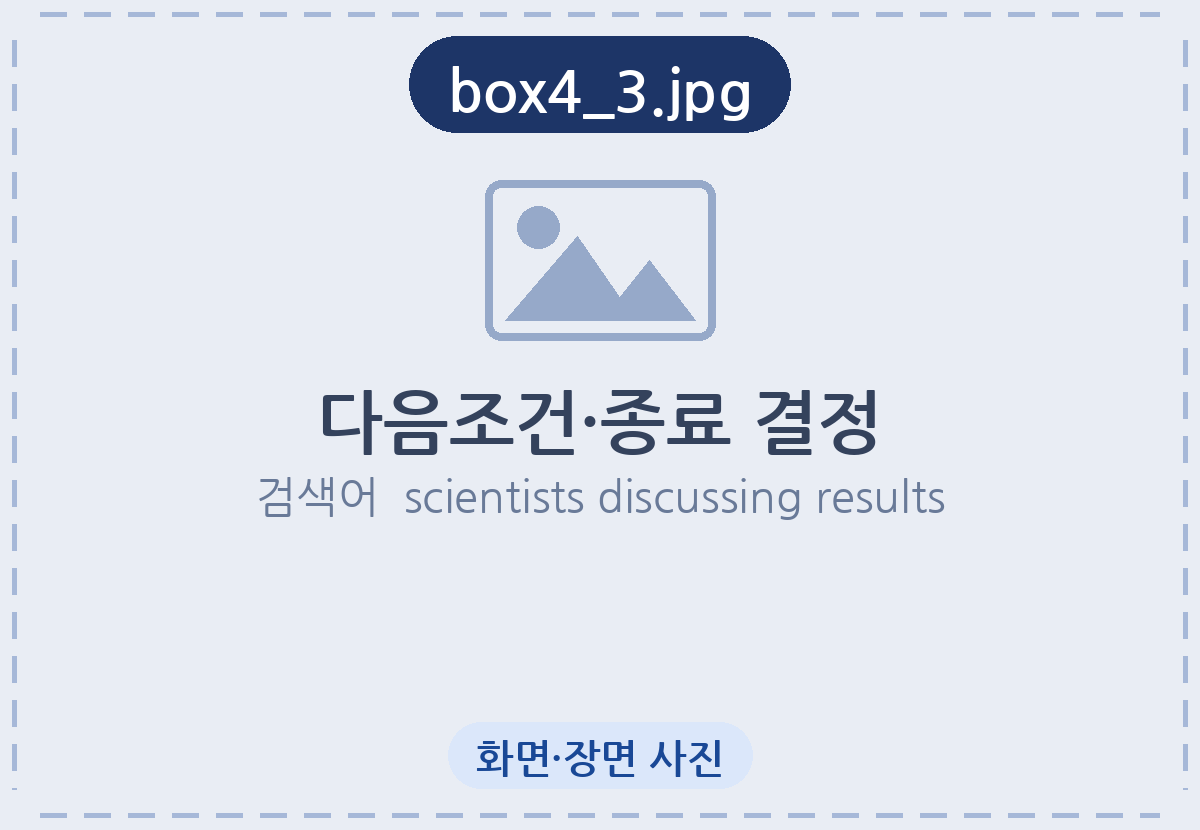 box4_3.jpg
다음조건·종료 결정
검색어 scientists discussing results
화면·장면 사진